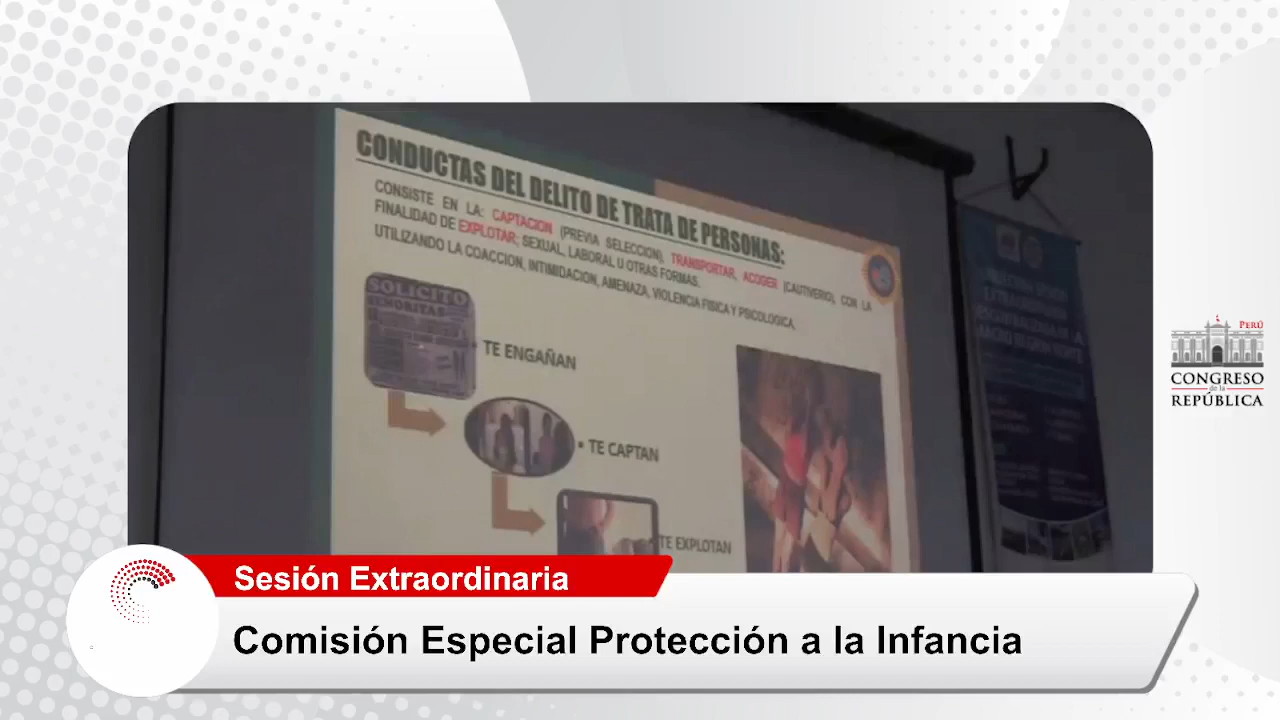 CONDUCTAS DEL DELITO DE TRATA DE PERSONAS:
CONSISTE EN LA: CAPTACION (PREVIA SELECCION), TRANSPORTAR, ACOGER (CAUTIVERIO), CON LA
FINALIDAD DE EXPLOTAR; SEXUAL, LABORAL U OTRAS FORMAS.
UTILIZANDO LA COACCION, INTIMIDACION, AMENAZA, VIOLENCIA FISICA Y PSICOLOGICA.
SOLICITO
SEÑORITAS
TE ENGAÑAN
• TE CAPTAN
TE EXPLOTAN
PERÚ
CONGRESO
de la
REPÚBLICA
Sesión Extraordinaria
Comisión Especial Protección a la Infancia